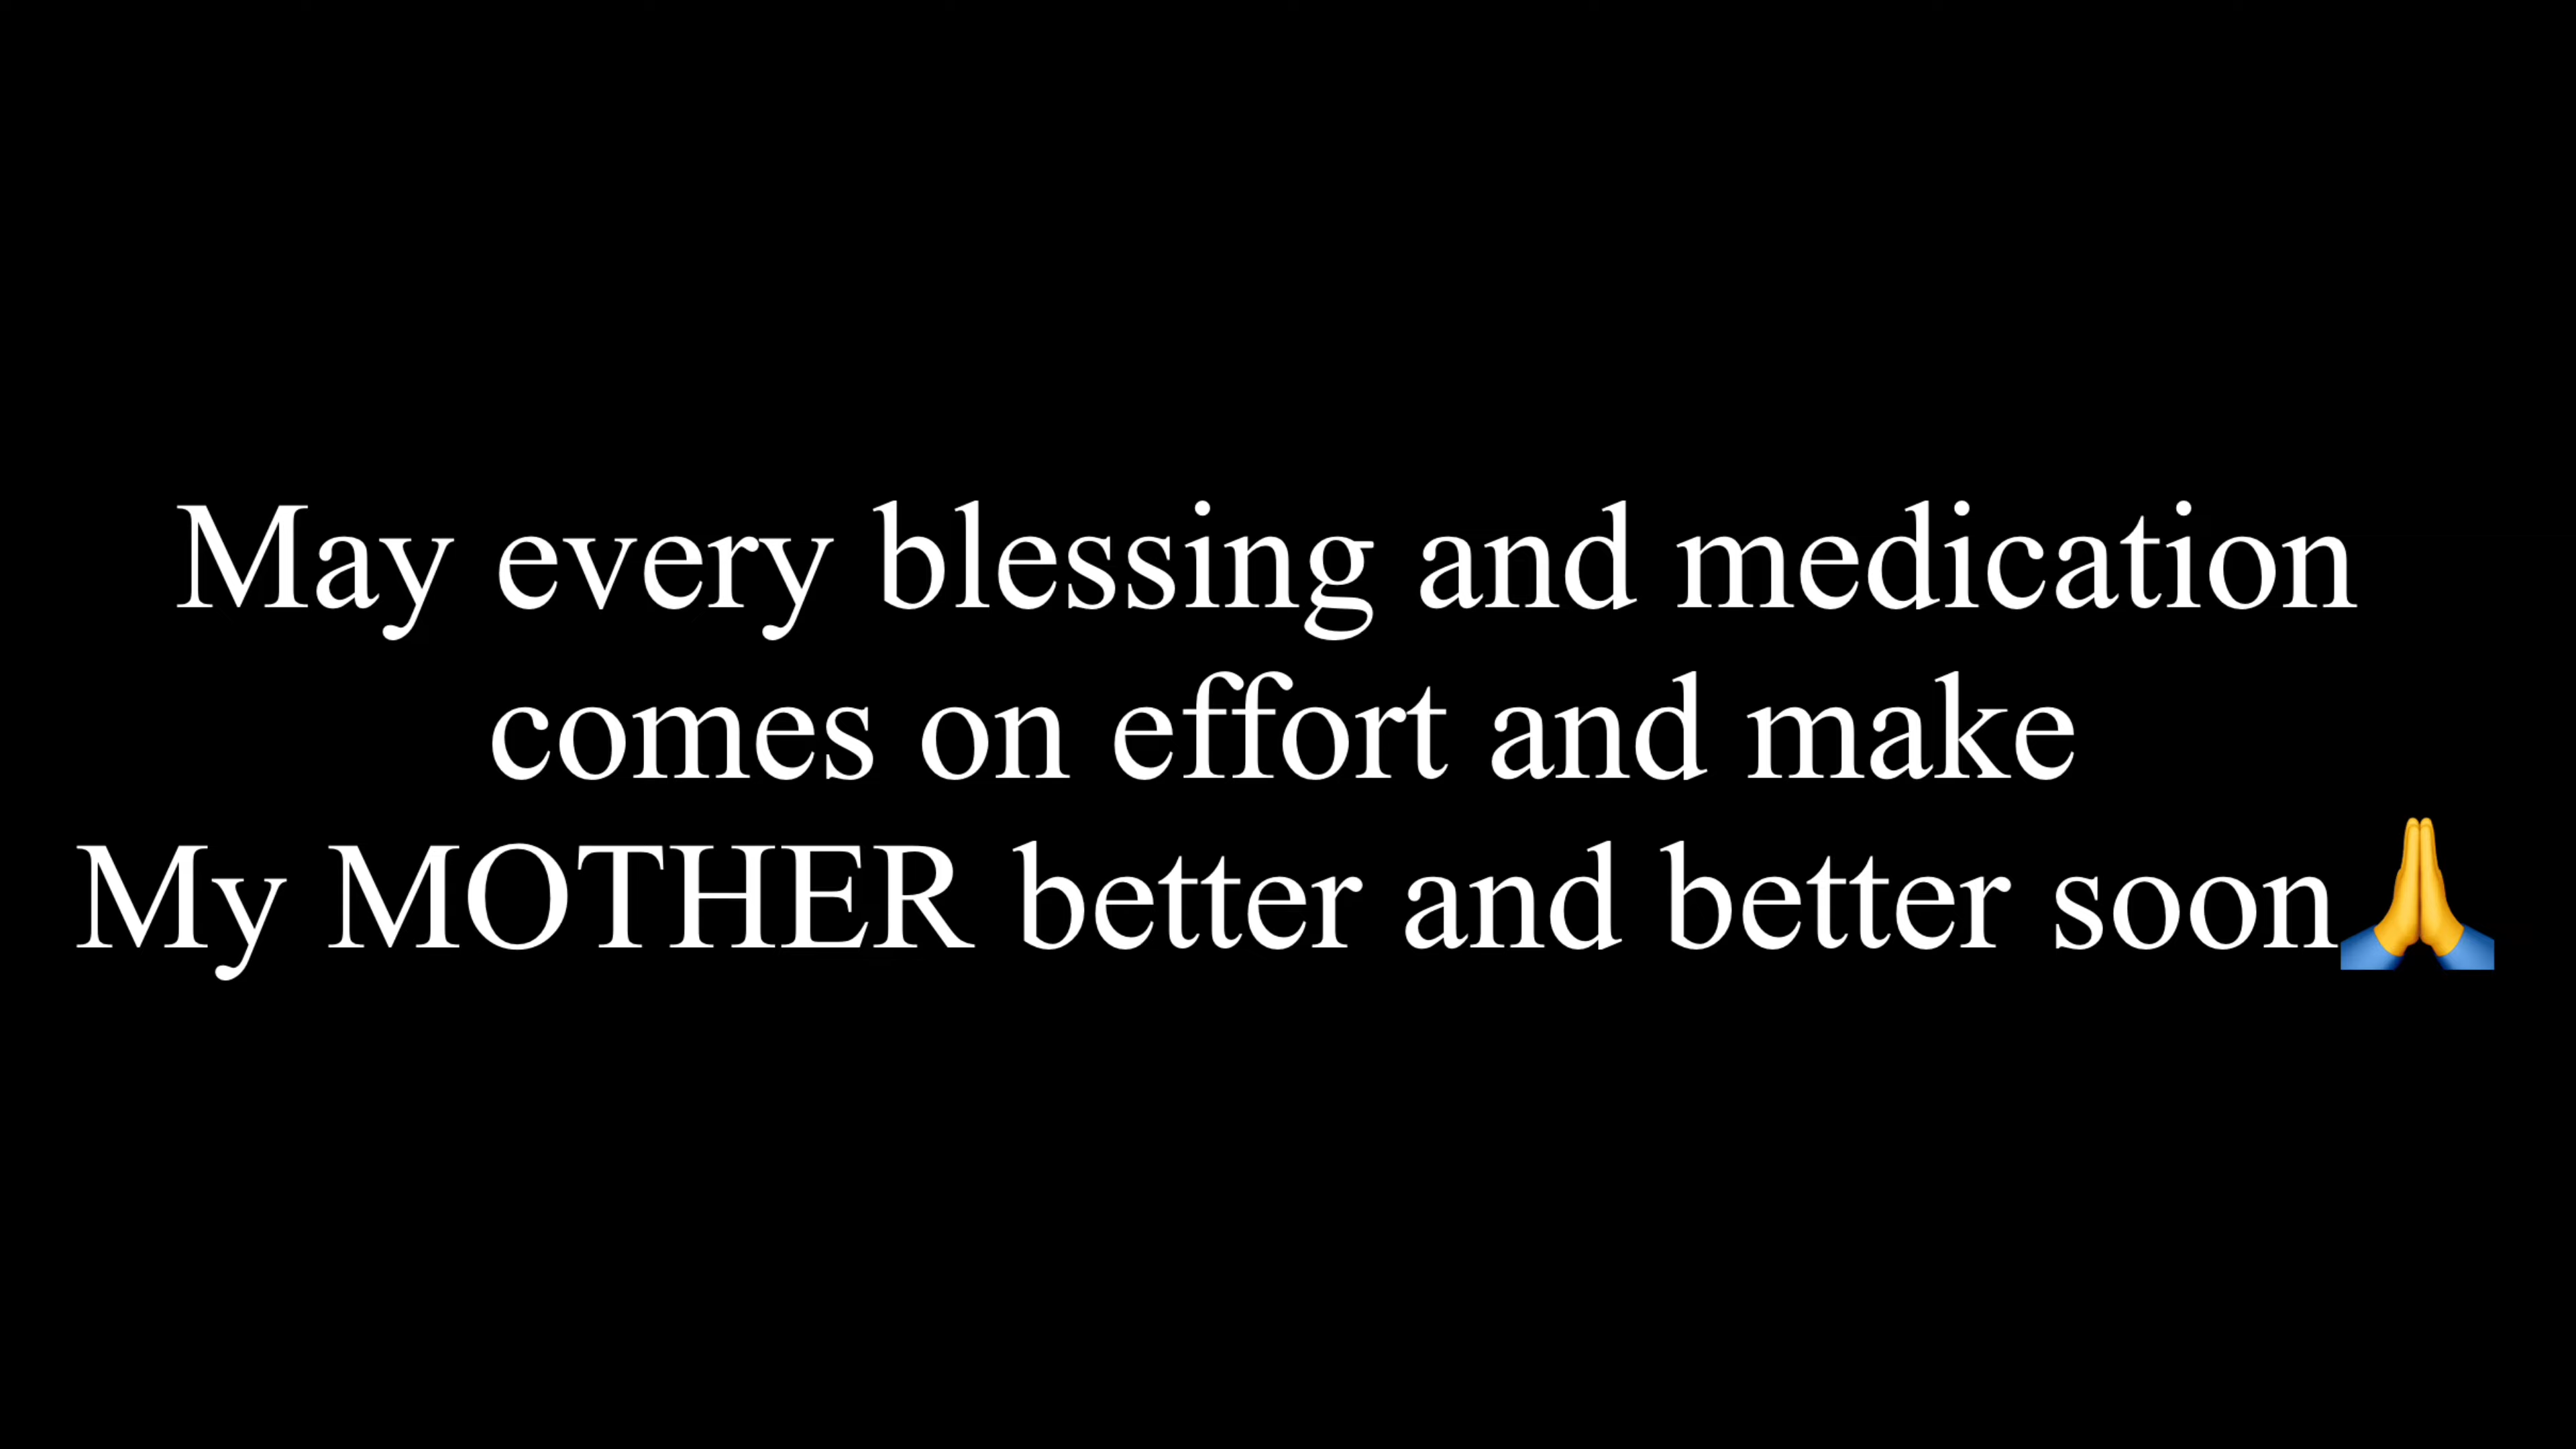 May every blessing and medication
comes on effort and make
My MOTHER better and better soon🙏